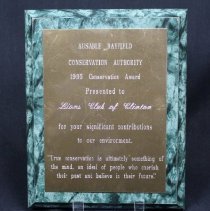 AUSABLE BAYFIELD
CONSERVATION AUTHORITY
Conservation Award
Presented to
Lions Club of Clinton
for your significant contributions
to our environment.
"True conservation is ultimately something of
the mind, an ideal of people who cherish
their past and believe in their future."